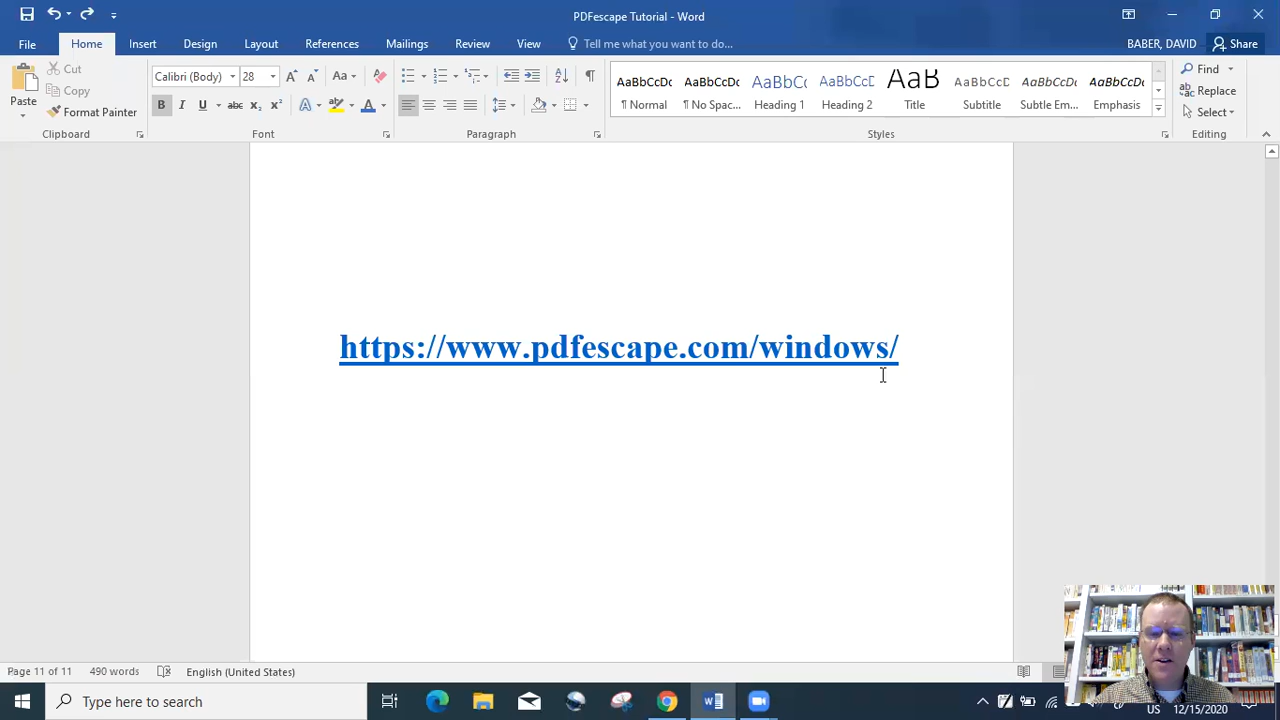 PDFescape Tutorial - Word
File Home Insert Design Layout References Mailings Review View Tell me what you want to do... BABER, DAVID Share
Paste
Cut
Copy
Format Painter
Clipboard
Calibri (Body) 28
Font
Paragraph
AaBbCcDc AaBbCcDc AaBbCc AaBbCcD AaB AaBbCcD AaBbCcDc AaBbCcDc
¶ Normal ¶ No Spac... Heading 1 Heading 2 Title Subtitle Subtle Em... Emphasis
Styles
Find
Replace
Select
Editing
https://www.pdfescape.com/windows/
Page 11 of 11 490 words English (United States)
Type here to search
US 12/15/2020